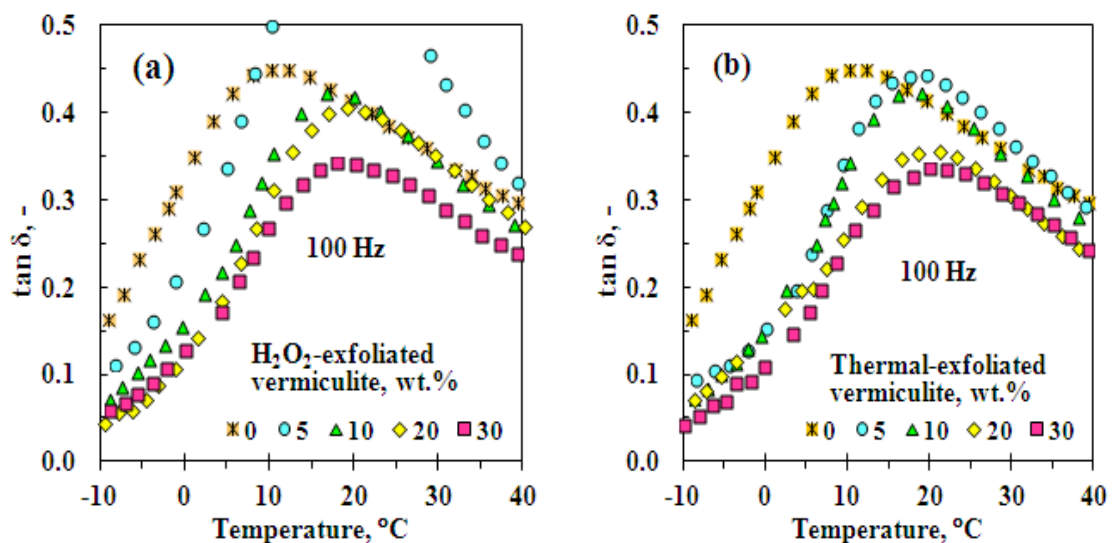 (a)
0.5
0.4
0.3
0.2
0.1
0.0
tan δ, -
100 Hz
H₂O₂-exfoliated
vermiculite, wt.%
0 5 10 20 30
-10 0 10 20 30 40
Temperature, °C
(b)
0.5
0.4
0.3
0.2
0.1
0.0
tan δ, -
100 Hz
Thermal-exfoliated
vermiculite, wt.%
0 5 10 20 30
-10 0 10 20 30 40
Temperature, °C